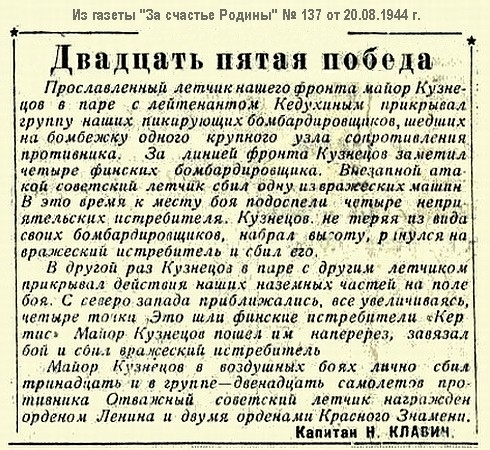 Из газеты "За счастье Родины" № 137 от 20.08.1944 г.
Двадцать пятая победа
Прославленный летчик нашего фронта майор Кузне-
цов в паре с лейтенантом Кедухиным прикрывал
группу наших пикирующих бомбардировщиков, шедших
на бомбежку одного крупного узла сопротивления
противника. За линией фронта Кузнецов заметил
четыре финских бомбардировщика. Внезапной ата-
кой советский летчик сбил одну из вражеских машин
В это время к месту боя подоспели четыре непри-
ятельских истребителя. Кузнецов. не теряя из вида
своих бомбардировщиков, набрал высоту, ринулся на
вражеский истребитель и сбил его.
В другой раз Кузнецов в паре с другим летчиком
прикрывал действия наших наземных частей на поле
боя. С северо запада приближались, все увеличиваясь,
четыре точки Это шли финские истребители «Кер
тис» Майор Кузнецов пошел им наперерез, завязал
бой и сбил вражеский истребитель
Майор Кузнецов в воздушных боях лично сбил
тринадцать и в группе—двенадцать самолетов про-
тивника Отважный советский летчик награжден
орденом Ленина и двумя орденами Красного Знамени.
Капитан Н. КЛАВИЧ.